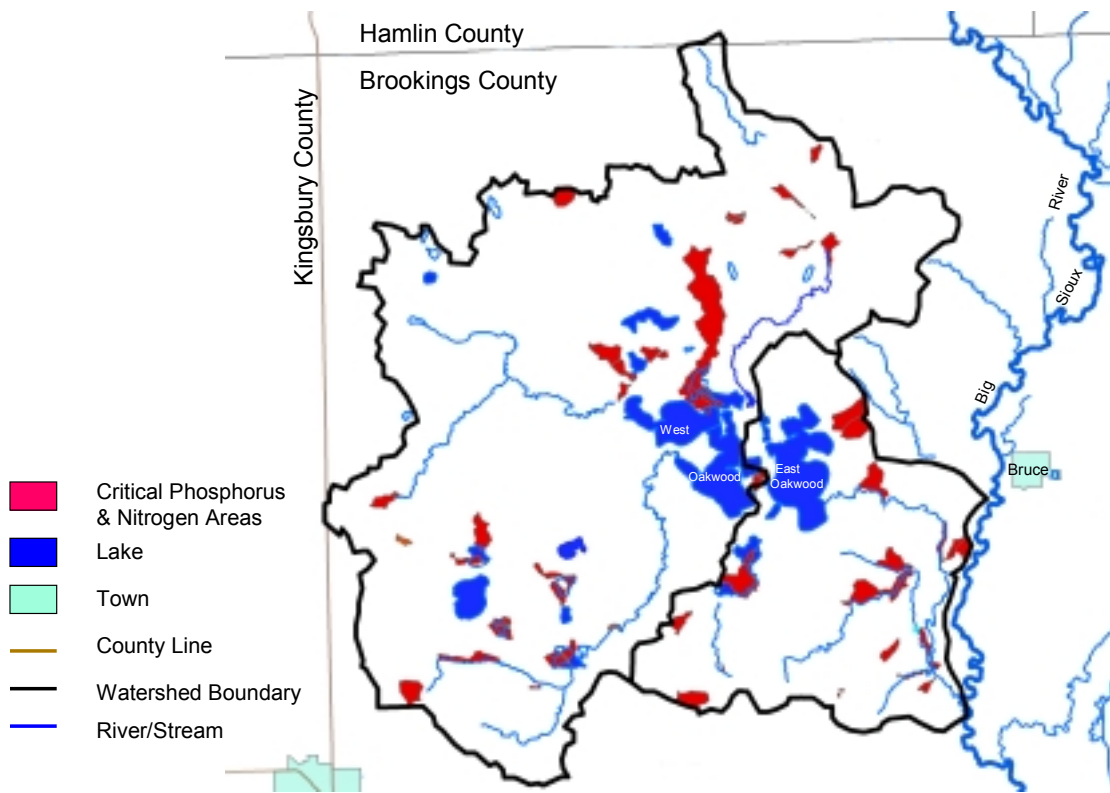 Hamlin County
Brookings County
Kingsbury County
River
Sioux
Big
Bruce
West
Oakwood
East
Oakwood
Critical Phosphorus
& Nitrogen Areas
Lake
Town
County Line
Watershed Boundary
River/Stream